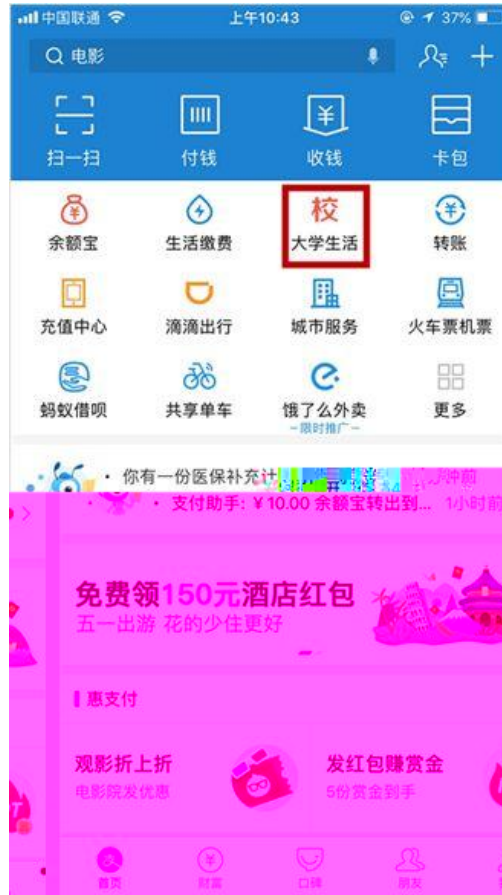 中国联通 上午10:43 37%
电影
扫一扫 付钱 收钱 卡包
校
余额宝 生活缴费 大学生活 转账
充值中心 滴滴出行 城市服务 火车票机票
蚂蚁借呗 共享单车 饿了么外卖 更多
-限时推广-
· 你有一份医保补充计
钟前
· 支付助手: ¥10.00 余额宝转出到... 1小时前
免费领150元酒店红包
五一出游 花的少住更好
惠支付
观影折上折 发红包赚赏金
电影院发优惠 5份赏金到手
首页 财富 口碑 朋友